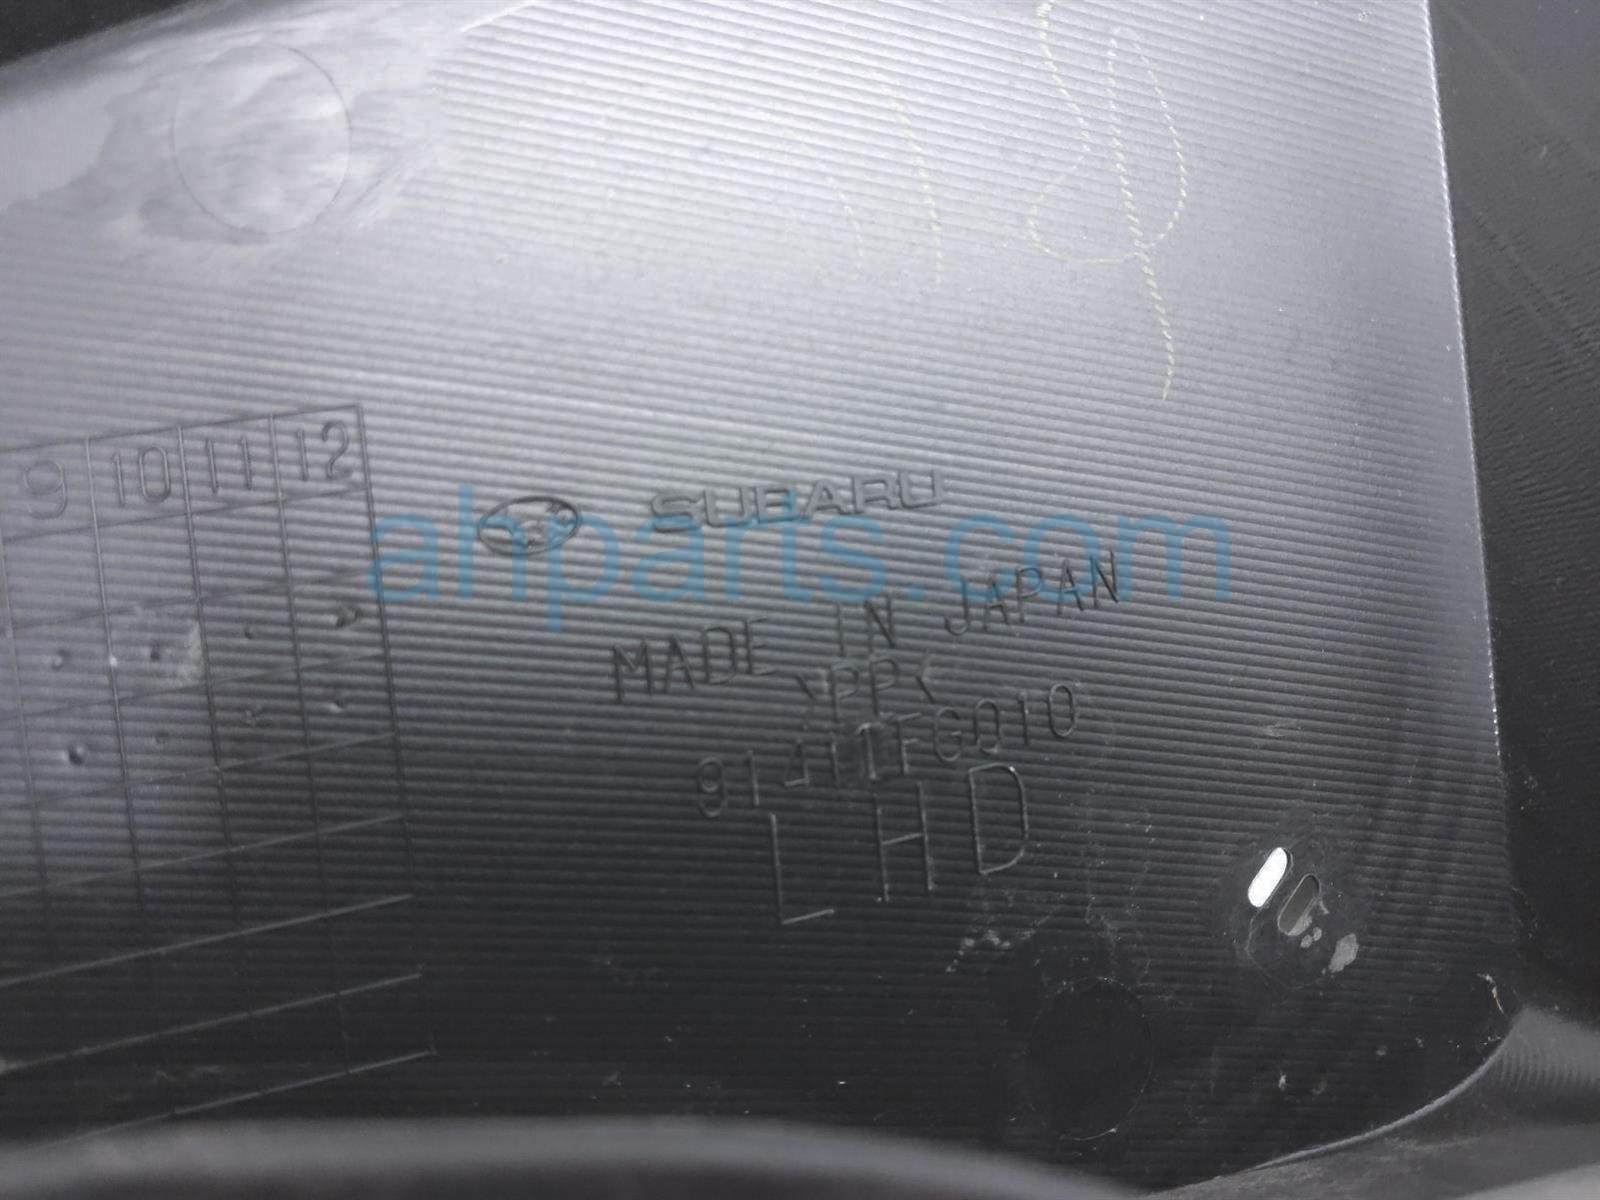 9 10 11 12
SUBARU
ahparts.com
MADE IN JAPAN
>PP<
91411FG010
LHD